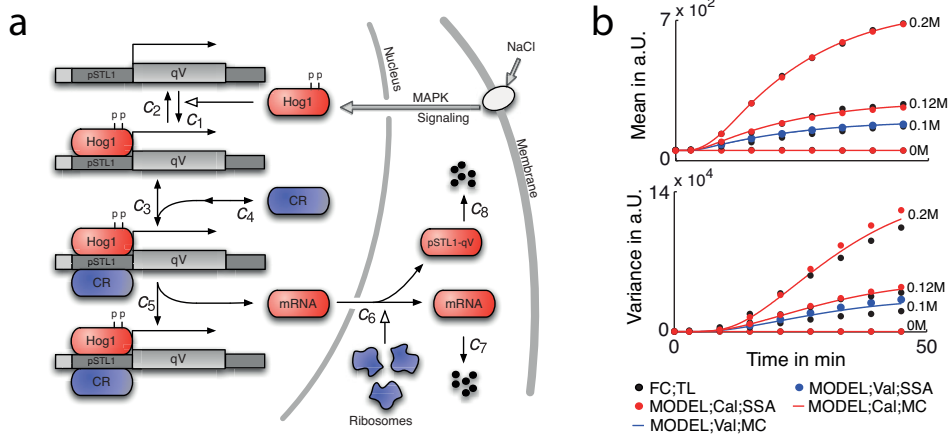 a
pSTL1
qV
Nucleus
NaCl
C2
C1
p p
Hog1
MAPK
Signaling
p p
Hog1
pSTL1
qV
Membrane
C3
C4
CR
C8
p p
Hog1
pSTL1
qV
CR
pSTL1-qV
C5
mRNA
C6
mRNA
p p
Hog1
pSTL1
qV
CR
C7
Ribosomes
b
7 x 10^2
Mean in a.U.
0
0.2M
0.12M
0.1M
0M
14 x 10^4
Variance in a.U.
0
0.2M
0.12M
0.1M
0M
0
50
Time in min
FC;TL
MODEL;Val;SSA
MODEL;Cal;SSA
MODEL;Cal;MC
MODEL;Val;MC